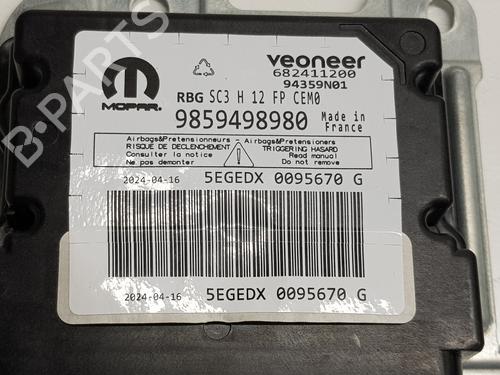 B-PARTS
veoneer
682411200
94359N01
MOPAR.
RBG SC3 H 12 FP CEM0
9859498980
Made in
France
Airbags&Pretensionneurs
RISQUE DE DECLENCHEMENT
Consulter la notice
Ne pas demonter
Airbags&Pretensioners
TRIGGERING HASARD
Read manual
Do not remove
2024-04-16
5EGEDX 0095670 G
2024-04-16
5EGEDX 0095670 G